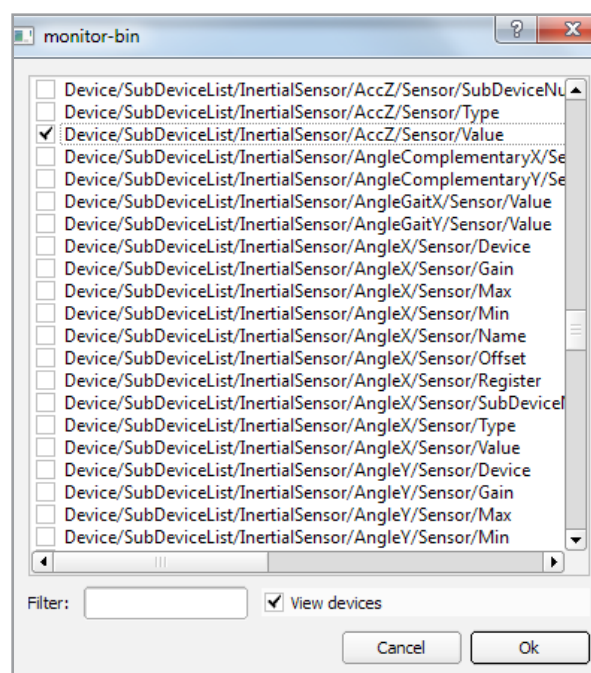 monitor-bin
Device/SubDeviceList/InertialSensor/AccZ/Sensor/SubDeviceNu
Device/SubDeviceList/InertialSensor/AccZ/Sensor/Type
Device/SubDeviceList/InertialSensor/AccZ/Sensor/Value
Device/SubDeviceList/InertialSensor/AngleComplementaryX/Se
Device/SubDeviceList/InertialSensor/AngleComplementaryY/Se
Device/SubDeviceList/InertialSensor/AngleGaitX/Sensor/Value
Device/SubDeviceList/InertialSensor/AngleGaitY/Sensor/Value
Device/SubDeviceList/InertialSensor/AngleX/Sensor/Device
Device/SubDeviceList/InertialSensor/AngleX/Sensor/Gain
Device/SubDeviceList/InertialSensor/AngleX/Sensor/Max
Device/SubDeviceList/InertialSensor/AngleX/Sensor/Min
Device/SubDeviceList/InertialSensor/AngleX/Sensor/Name
Device/SubDeviceList/InertialSensor/AngleX/Sensor/Offset
Device/SubDeviceList/InertialSensor/AngleX/Sensor/Register
Device/SubDeviceList/InertialSensor/AngleX/Sensor/SubDevice
Device/SubDeviceList/InertialSensor/AngleX/Sensor/Type
Device/SubDeviceList/InertialSensor/AngleX/Sensor/Value
Device/SubDeviceList/InertialSensor/AngleY/Sensor/Device
Device/SubDeviceList/InertialSensor/AngleY/Sensor/Gain
Device/SubDeviceList/InertialSensor/AngleY/Sensor/Max
Device/SubDeviceList/InertialSensor/AngleY/Sensor/Min
Filter: View devices
Cancel Ok